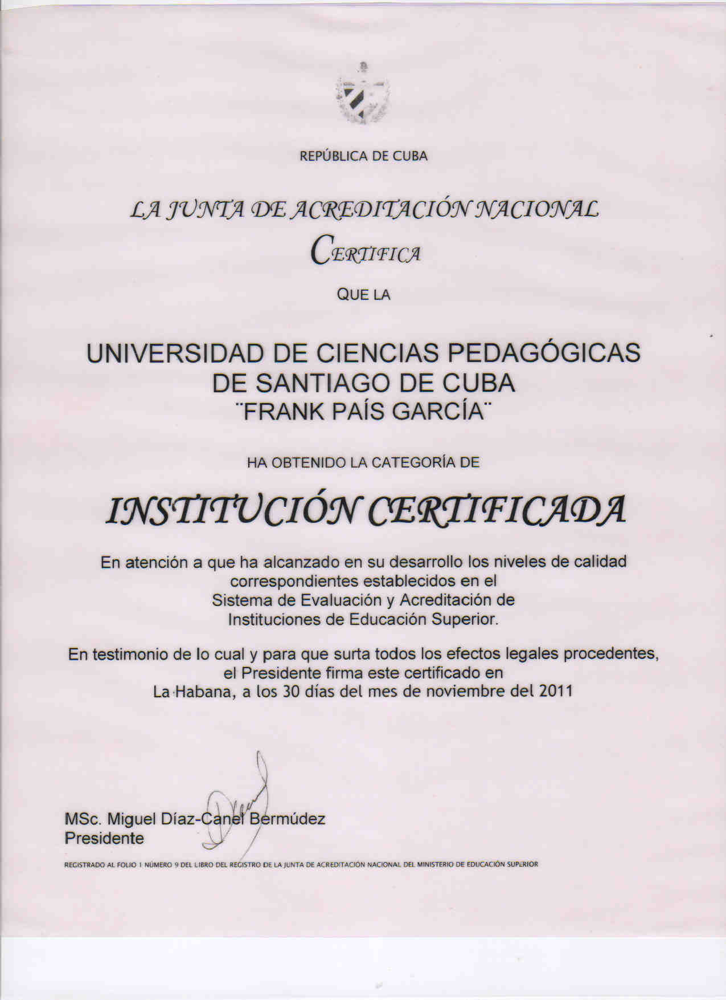 REPÚBLICA DE CUBA
LA JUNTA DE ACREDITACIÓN NACIONAL
CERTIFICA
QUE LA
UNIVERSIDAD DE CIENCIAS PEDAGÓGICAS
DE SANTIAGO DE CUBA
¨FRANK PAÍS GARCÍA¨
HA OBTENIDO LA CATEGORÍA DE
INSTITUCIÓN CERTIFICADA
En atención a que ha alcanzado en su desarrollo los niveles de calidad
correspondientes establecidos en el
Sistema de Evaluación y Acreditación de
Instituciones de Educación Superior.
En testimonio de lo cual y para que surta todos los efectos legales procedentes,
el Presidente firma este certificado en
La Habana, a los 30 días del mes de noviembre del 2011
MSc. Miguel Díaz-Canel Bermúdez
Presidente
REGISTRADO AL FOLIO 1 NÚMERO 9 DEL LIBRO DEL REGISTRO DE LA JUNTA DE ACREDITACIÓN NACIONAL DEL MINISTERIO DE EDUCACIÓN SUPERIOR